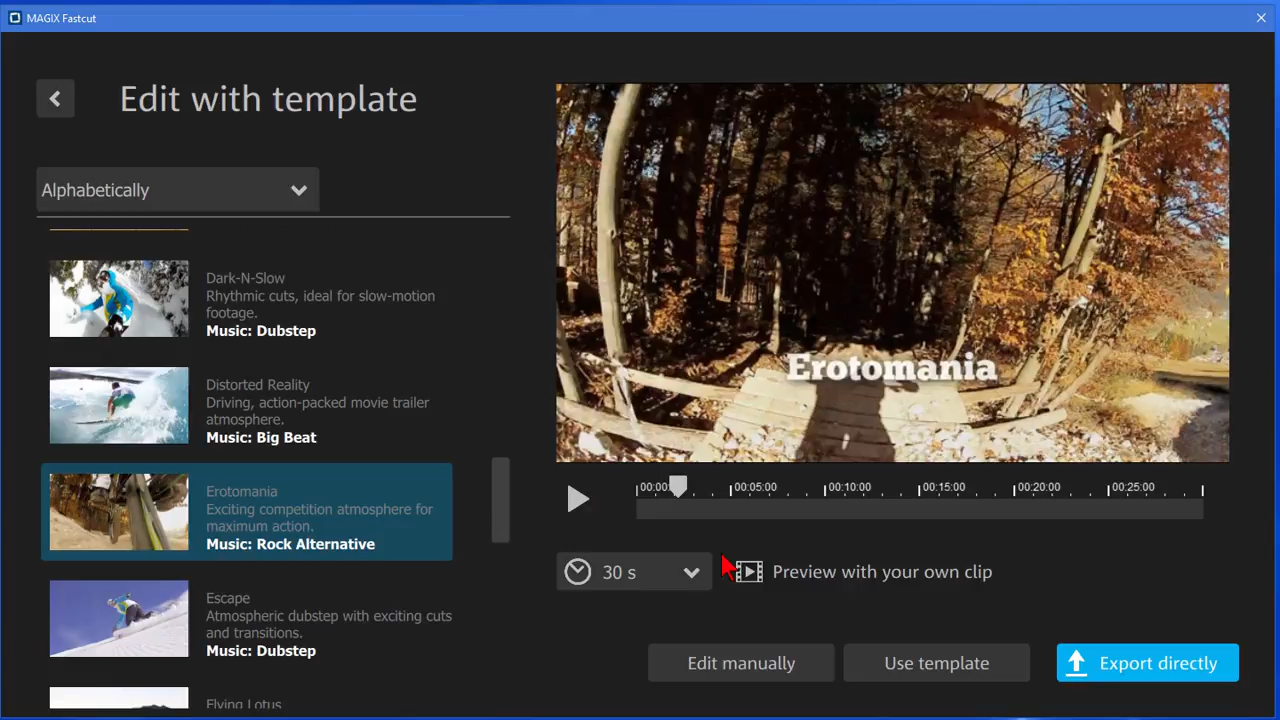 MAGIX Fastcut
Edit with template
Alphabetically
Dark-N-Slow
Rhythmic cuts, ideal for slow-motion
footage.
Music: Dubstep
Distorted Reality
Driving, action-packed movie trailer
atmosphere.
Music: Big Beat
Erotomania
Exciting competition atmosphere for
maximum action.
Music: Rock Alternative
Escape
Atmospheric dubstep with exciting cuts
and transitions.
Music: Dubstep
Flying Lotus
Erotomania
00:05:00 00:10:00 00:15:00 00:20:00 00:25:00
30 s
Preview with your own clip
Edit manually
Use template
Export directly